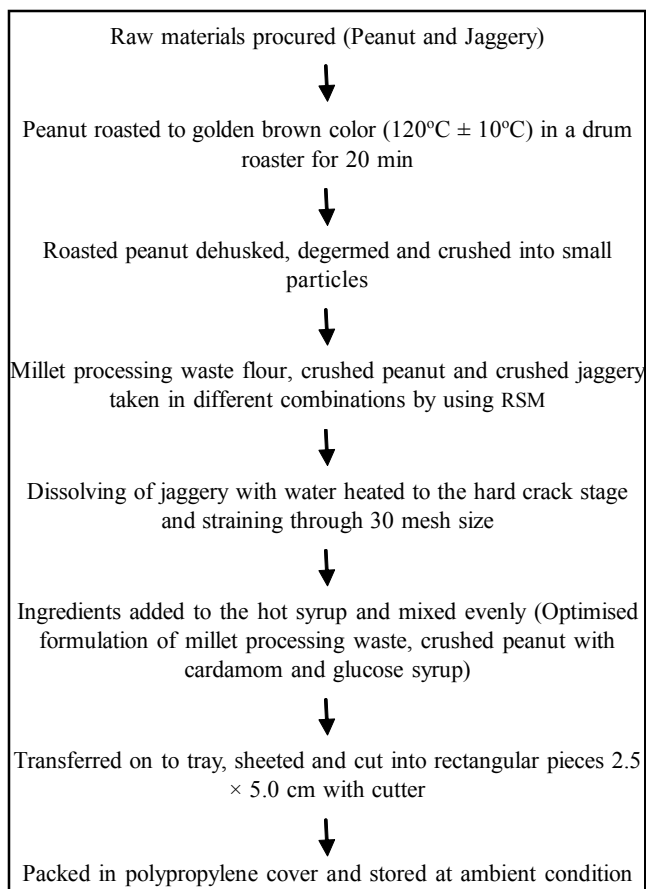 Raw materials procured (Peanut and Jaggery)
Peanut roasted to golden brown color (120ºC ± 10ºC) in a drum
roaster for 20 min
Roasted peanut dehusked, degermed and crushed into small
particles
Millet processing waste flour, crushed peanut and crushed jaggery
taken in different combinations by using RSM
Dissolving of jaggery with water heated to the hard crack stage
and straining through 30 mesh size
Ingredients added to the hot syrup and mixed evenly (Optimised
formulation of millet processing waste, crushed peanut with
cardamom and glucose syrup)
Transferred on to tray, sheeted and cut into rectangular pieces 2.5
× 5.0 cm with cutter
Packed in polypropylene cover and stored at ambient condition